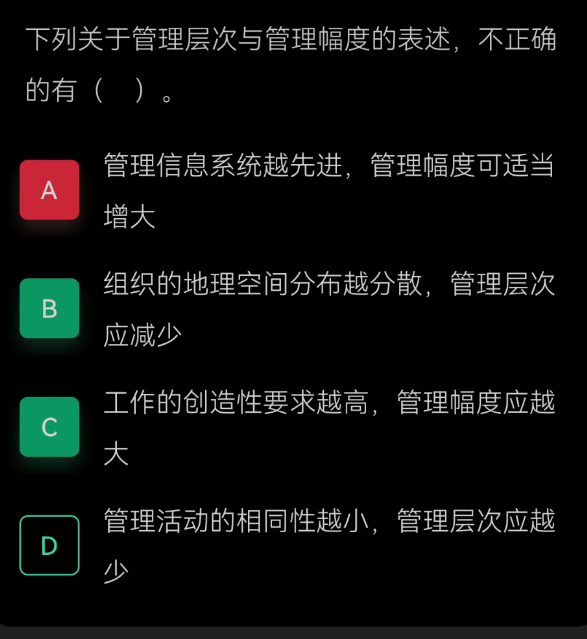 下列关于管理层次与管理幅度的表述，不正确
的有（　）。
A
管理信息系统越先进，管理幅度可适当
增大
B
组织的地理空间分布越分散，管理层次
应减少
C
工作的创造性要求越高，管理幅度应越
大
D
管理活动的相同性越小，管理层次应越
少